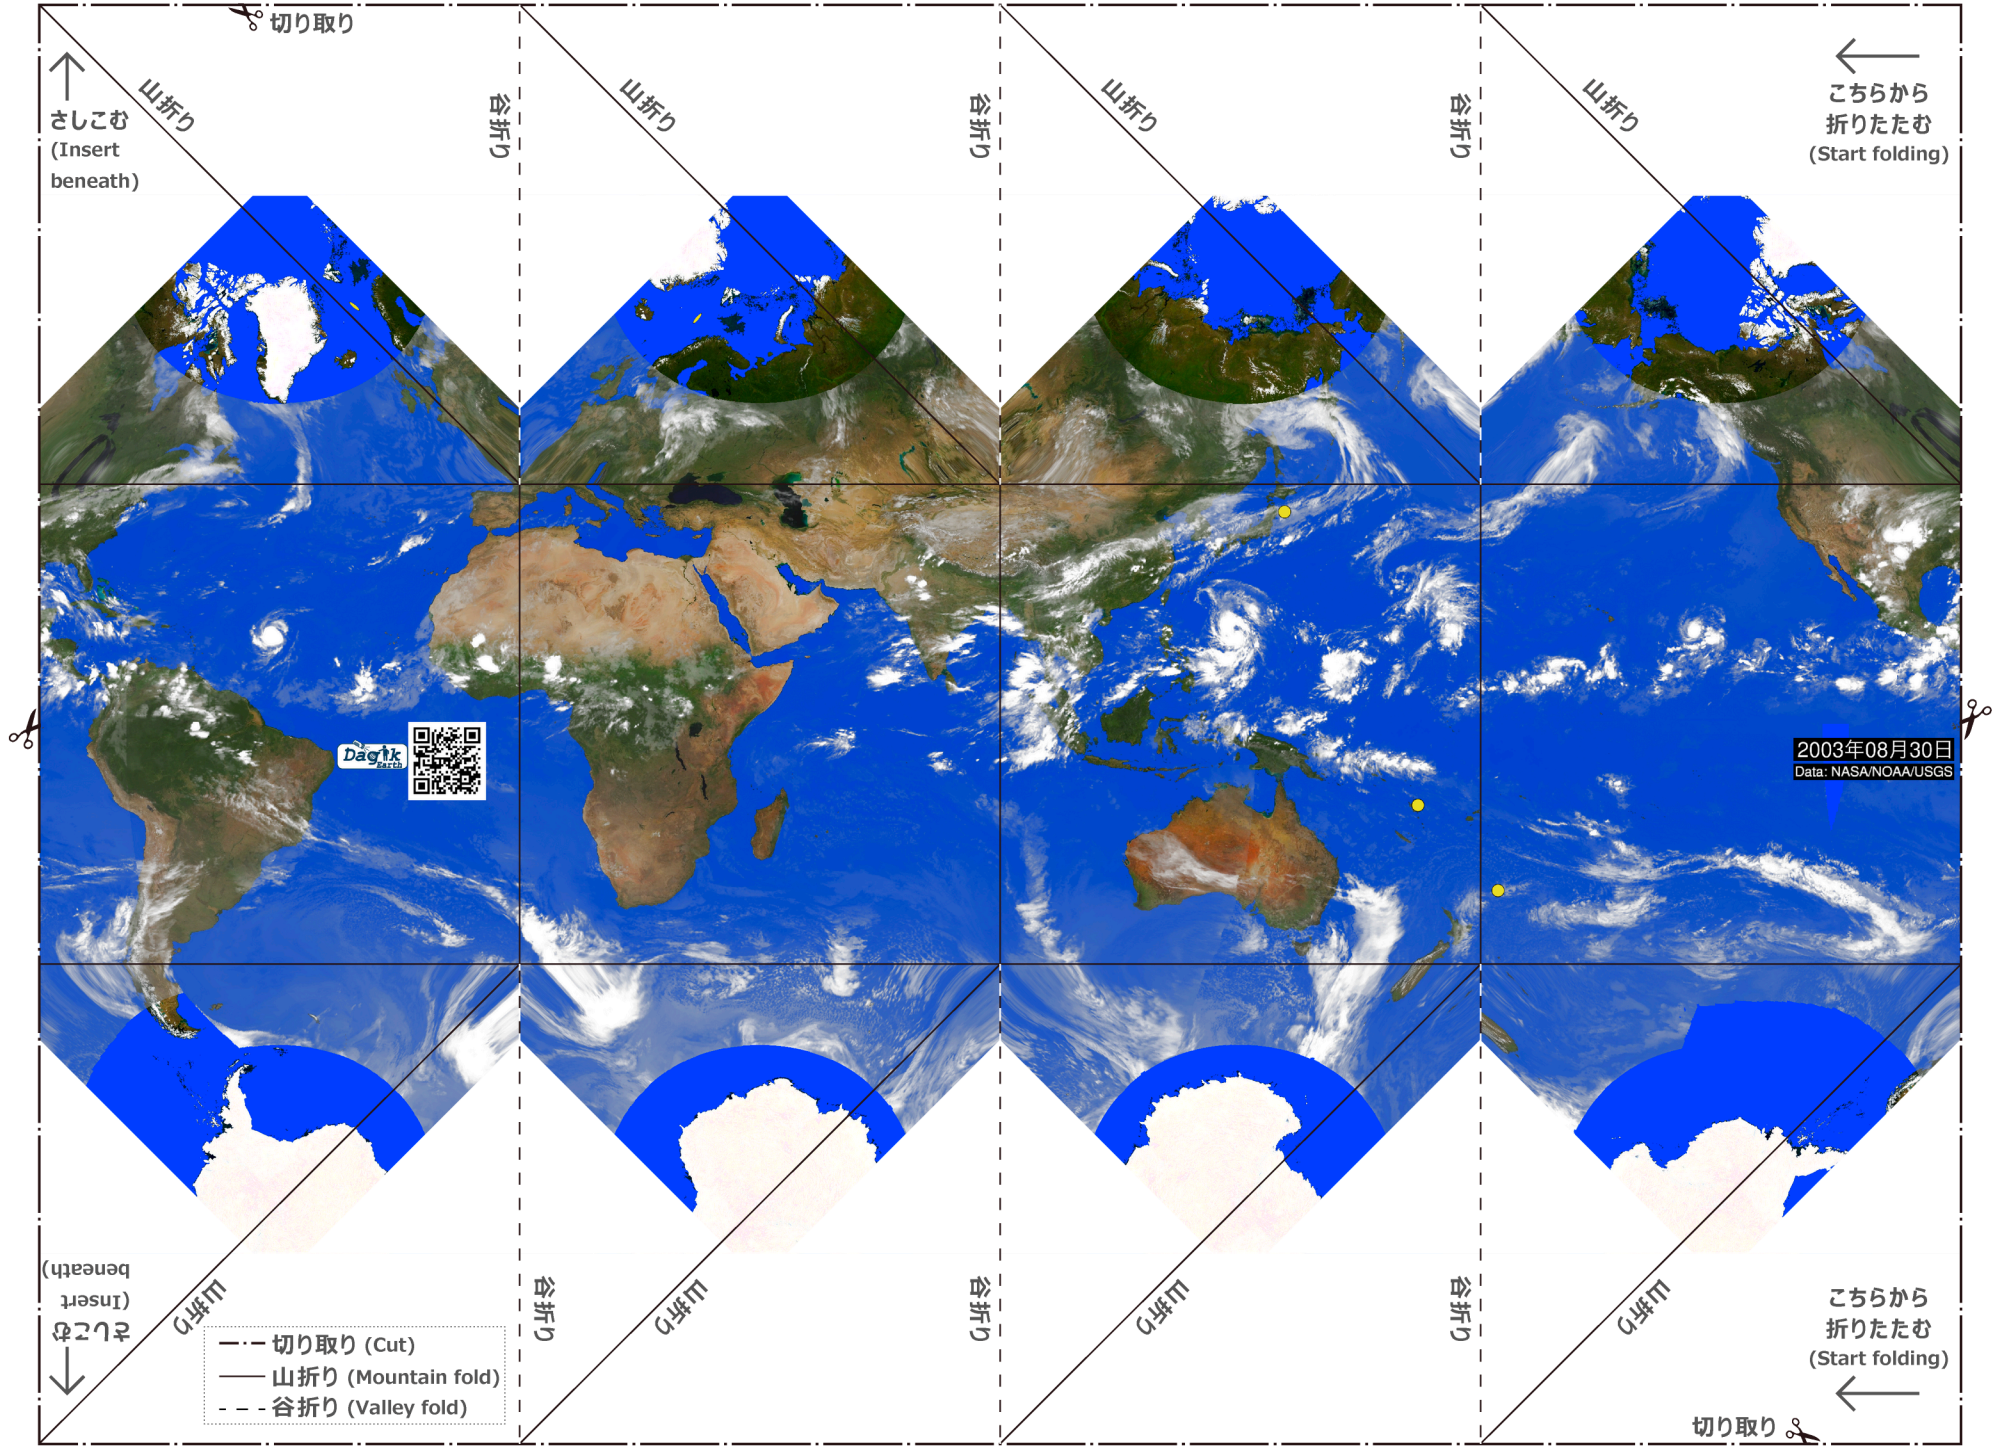 切り取り
さしこむ
(Insert
beneath)
山折り
谷折り
山折り
谷折り
山折り
谷折り
山折り
こちらから
折りたたむ
(Start folding)
Dagik
Earth
2003年08月30日
Data: NASA/NOAA/USGS
さしこむ
(Insert
beneath)
山折り
谷折り
山折り
谷折り
山折り
谷折り
山折り
こちらから
折りたたむ
(Start folding)
切り取り (Cut)
山折り (Mountain fold)
谷折り (Valley fold)
切り取り